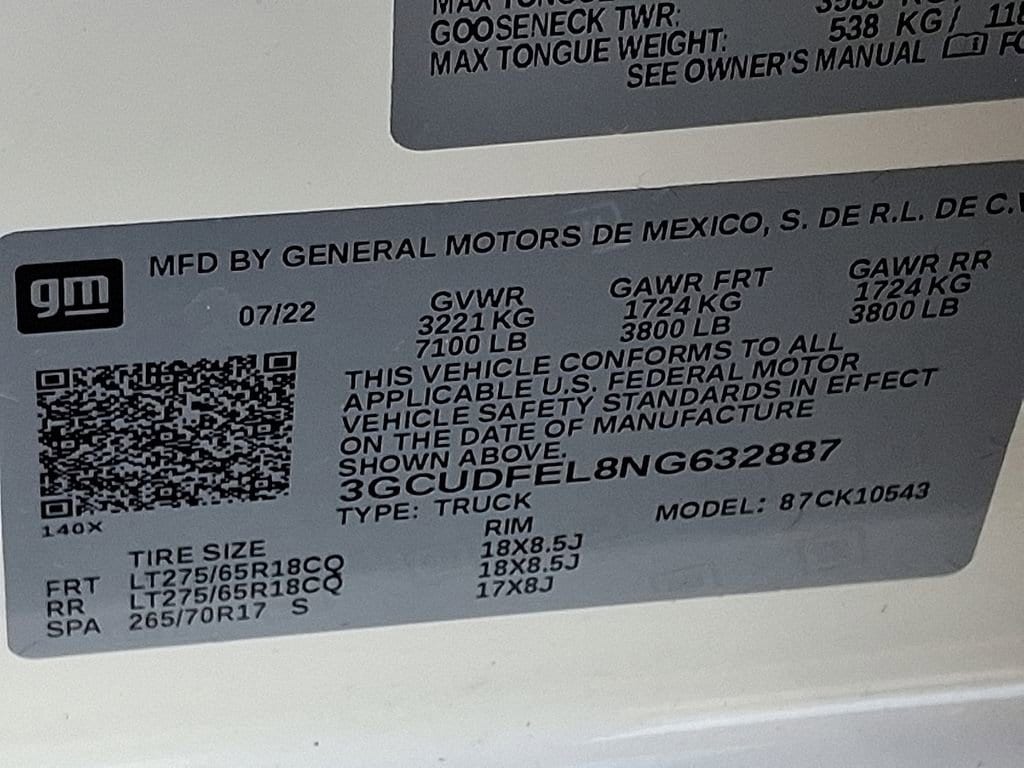 MAX TONGUE
GOOSENECK TWR:
MAX TONGUE WEIGHT: 538 KG/
SEE OWNER'S MANUAL
MFD BY GENERAL MOTORS DE MEXICO, S. DE R.L. DE C.V
gm
07/22
GVWR GAWR FRT GAWR RR
3221 KG 1724 KG 1724 KG
7100 LB 3800 LB 3800 LB
THIS VEHICLE CONFORMS TO ALL
APPLICABLE U.S. FEDERAL MOTOR
VEHICLE SAFETY STANDARDS IN EFFECT
ON THE DATE OF MANUFACTURE
SHOWN ABOVE.
3GCUDFEL8NG632887
TYPE: TRUCK MODEL: 87CK10543
140X
TIRE SIZE RIM
FRT LT275/65R18CQ 18X8.5J
RR LT275/65R18CQ 18X8.5J
SPA 265/70R17 S 17X8J